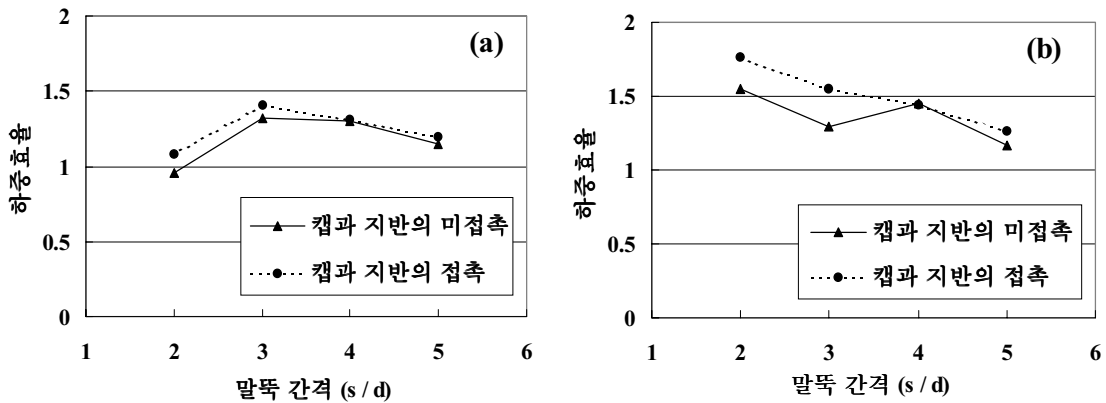 2
(a)
1.5
1
0.5
0
하중효율
캡과 지반의 미접촉
캡과 지반의 접촉
1 2 3 4 5 6
말뚝 간격 (s / d)
2
(b)
1.5
1
0.5
0
하중효율
캡과 지반의 미접촉
캡과 지반의 접촉
1 2 3 4 5 6
말뚝 간격 (s / d)